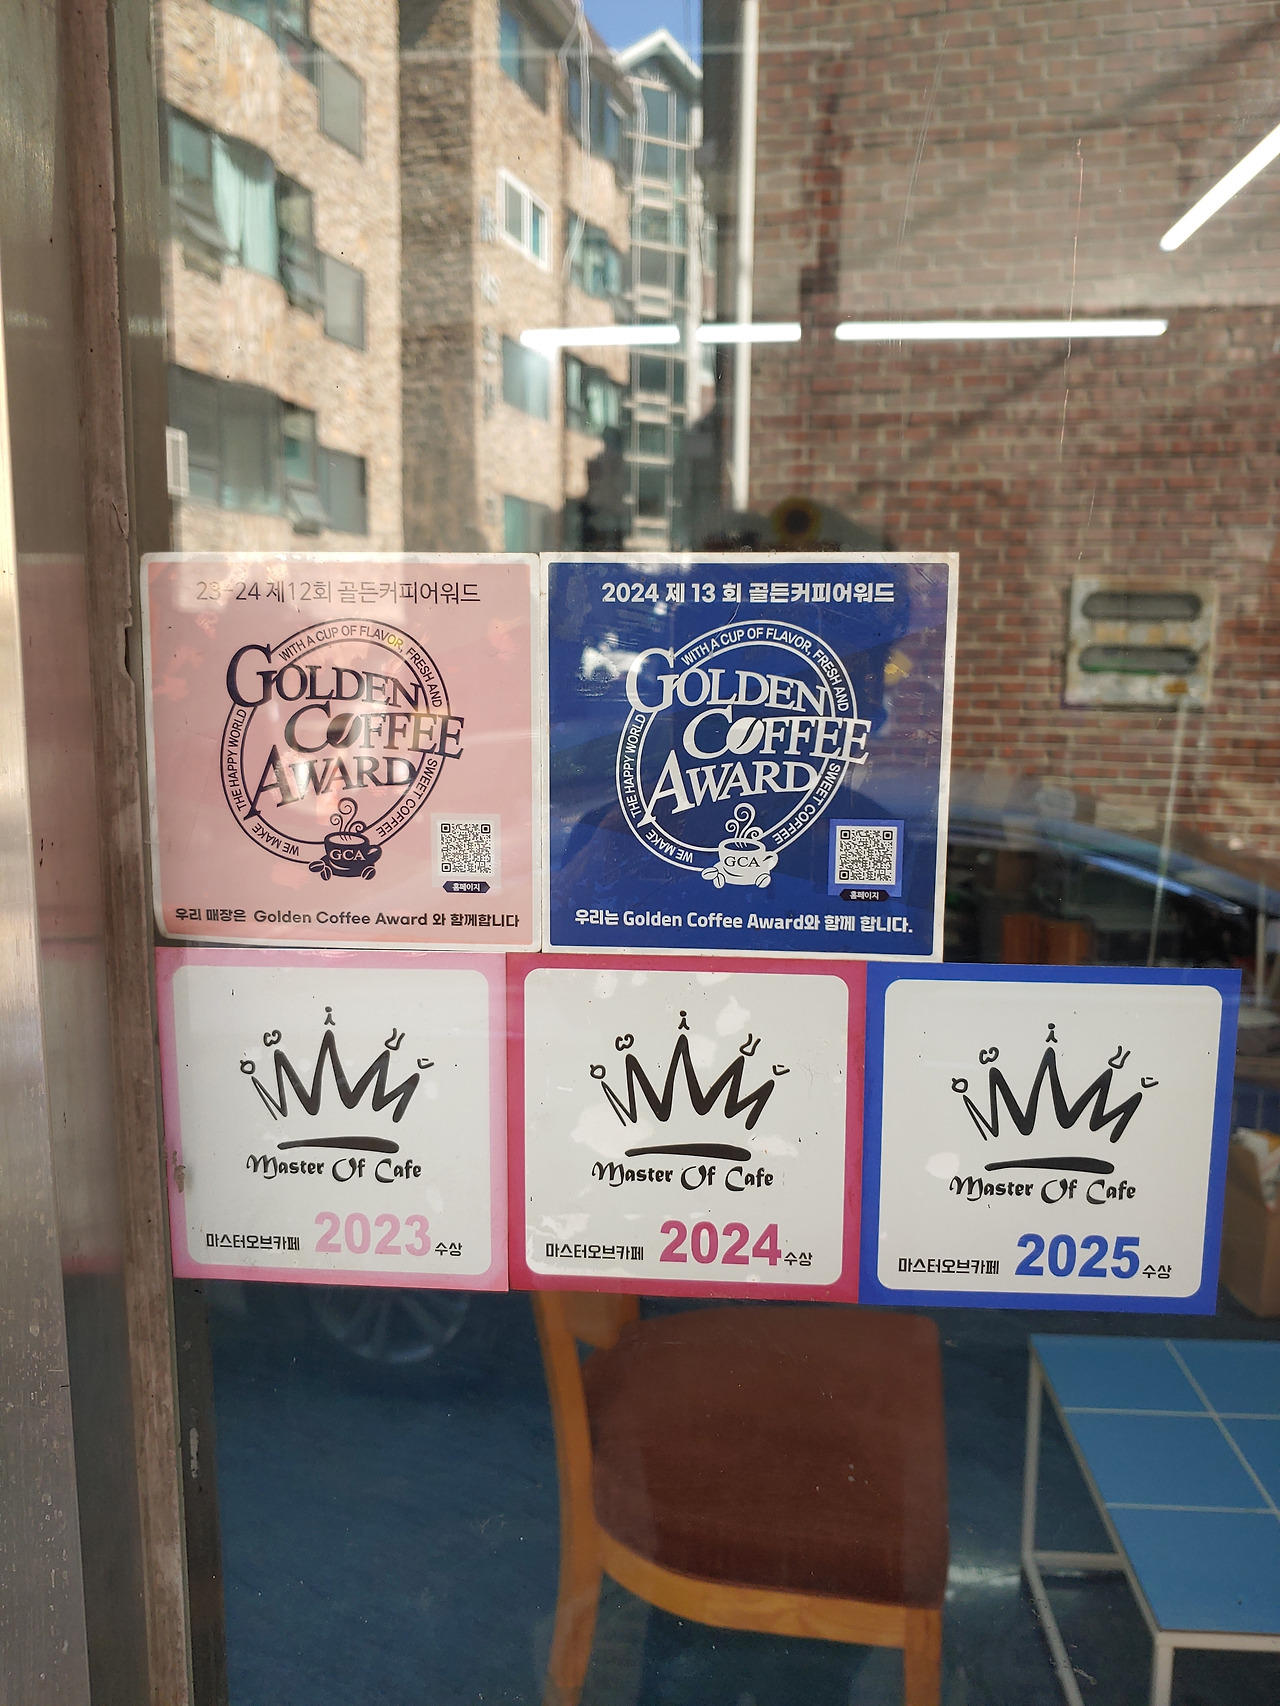 23-24 제12회 골든커피어워드
WITH A CUP OF FLAVOR, FRESH AND SWEET COFFEE WE MAKE THE HAPPY WORLD
GOLDEN
COFFEE
AWARD
GCA
홈페이지
우리 매장은 Golden Coffee Award 와 함께합니다
2024 제 13 회 골든커피어워드
WITH A CUP OF FLAVOR, FRESH AND SWEET COFFEE WE MAKE THE HAPPY WORLD
GOLDEN
COFFEE
AWARD
GCA
홈페이지
우리는 Golden Coffee Award와 함께 합니다.
Master Of Cafe
마스터오브카페 2023 수상
Master Of Cafe
마스터오브카페 2024 수상
Master Of Cafe
마스터오브카페 2025 수상